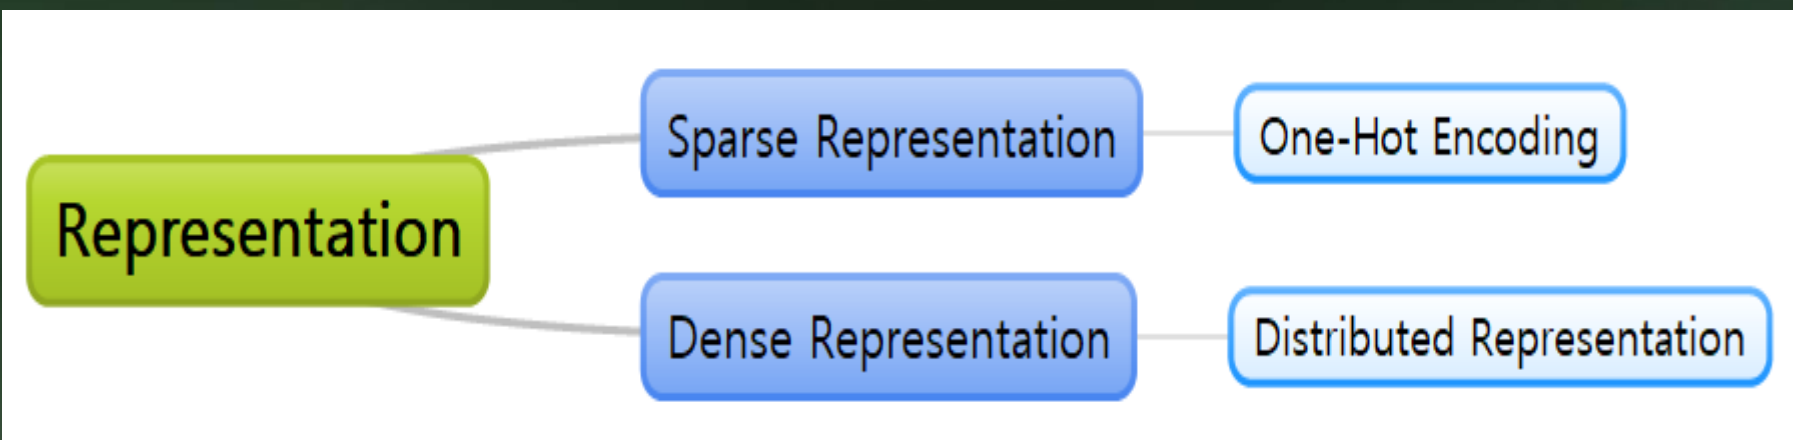 Representation
Sparse Representation
One-Hot Encoding
Dense Representation
Distributed Representation